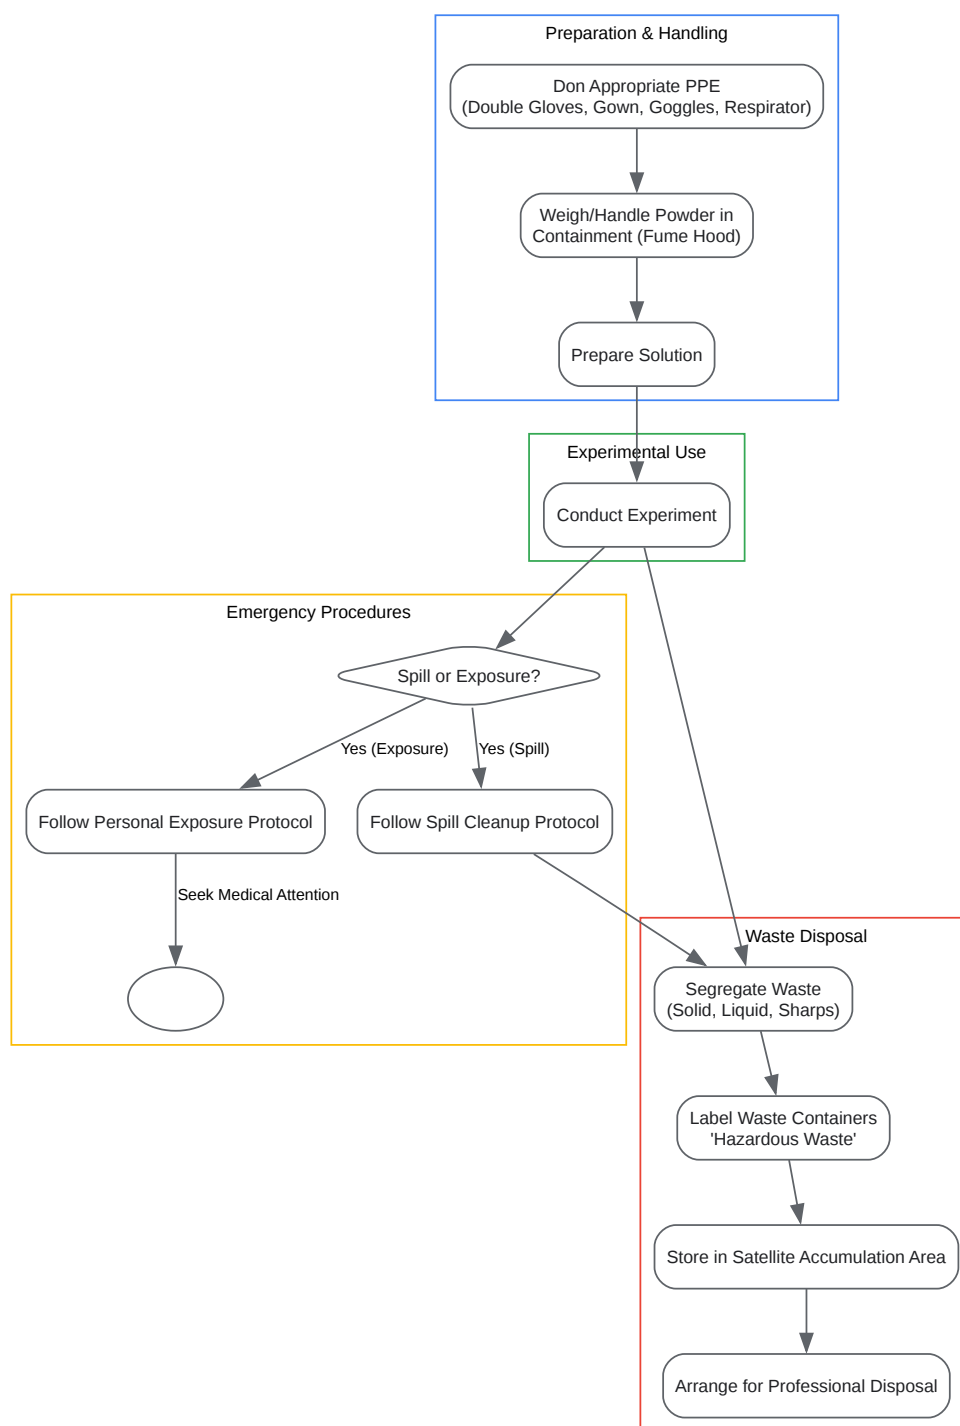 Preparation & Handling
Don Appropriate PPE
(Double Gloves, Gown, Goggles, Respirator)
Weigh/Handle Powder in
Containment (Fume Hood)
Prepare Solution
Experimental Use
Conduct Experiment
Emergency Procedures
Spill or Exposure?
Yes (Exposure)
Yes (Spill)
Follow Personal Exposure Protocol
Follow Spill Cleanup Protocol
Seek Medical Attention
Waste Disposal
Segregate Waste
(Solid, Liquid, Sharps)
Label Waste Containers
'Hazardous Waste'
Store in Satellite Accumulation Area
Arrange for Professional Disposal